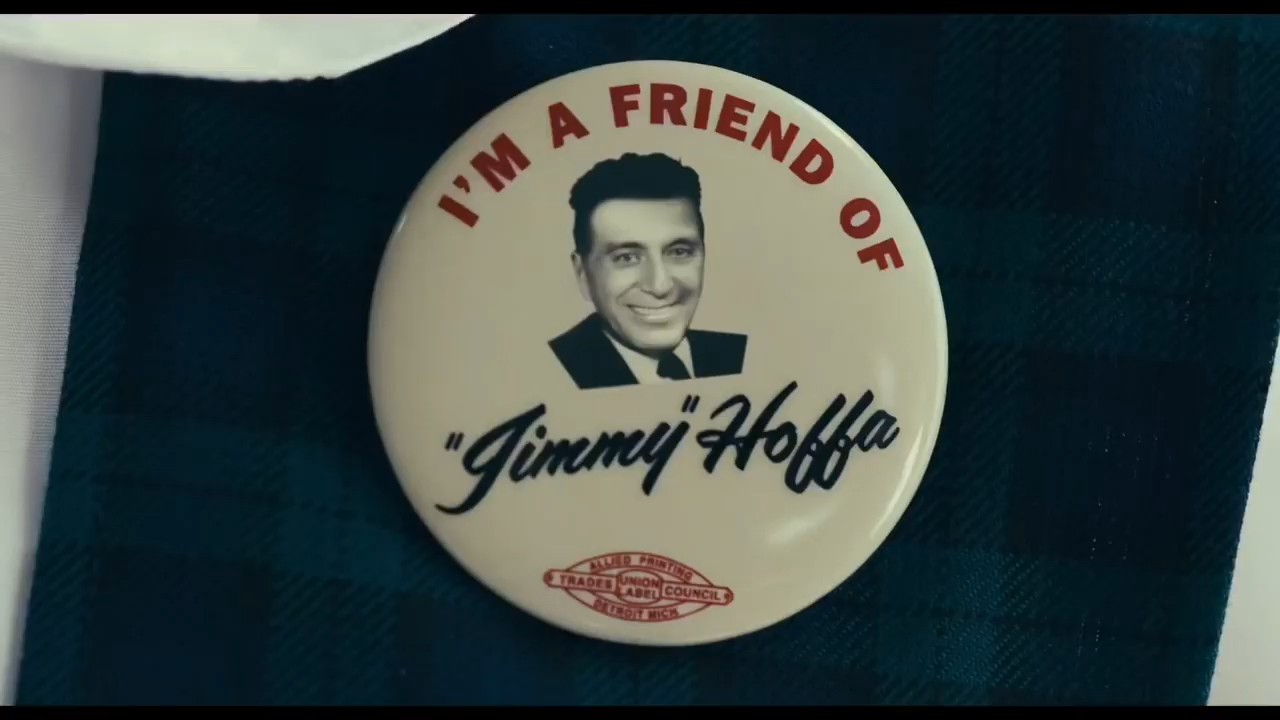 I'M A FRIEND OF
"Jimmy" Hoffa
ALLIED PRINTING
TRADES UNION LABEL COUNCIL
DETROIT MICH